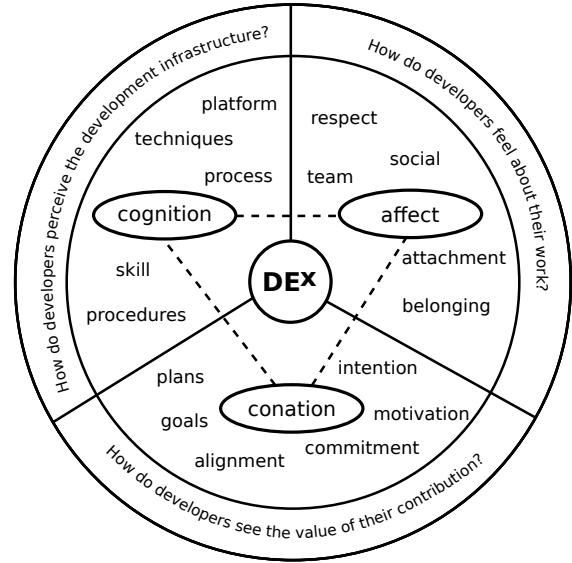 How do developers perceive the development infrastructure?
platform
techniques
process
cognition
skill
procedures
How do developers feel about their work?
respect
social
team
affect
attachment
belonging
DEx
plans
goals
alignment
conation
intention
motivation
commitment
How do developers see the value of their contribution?